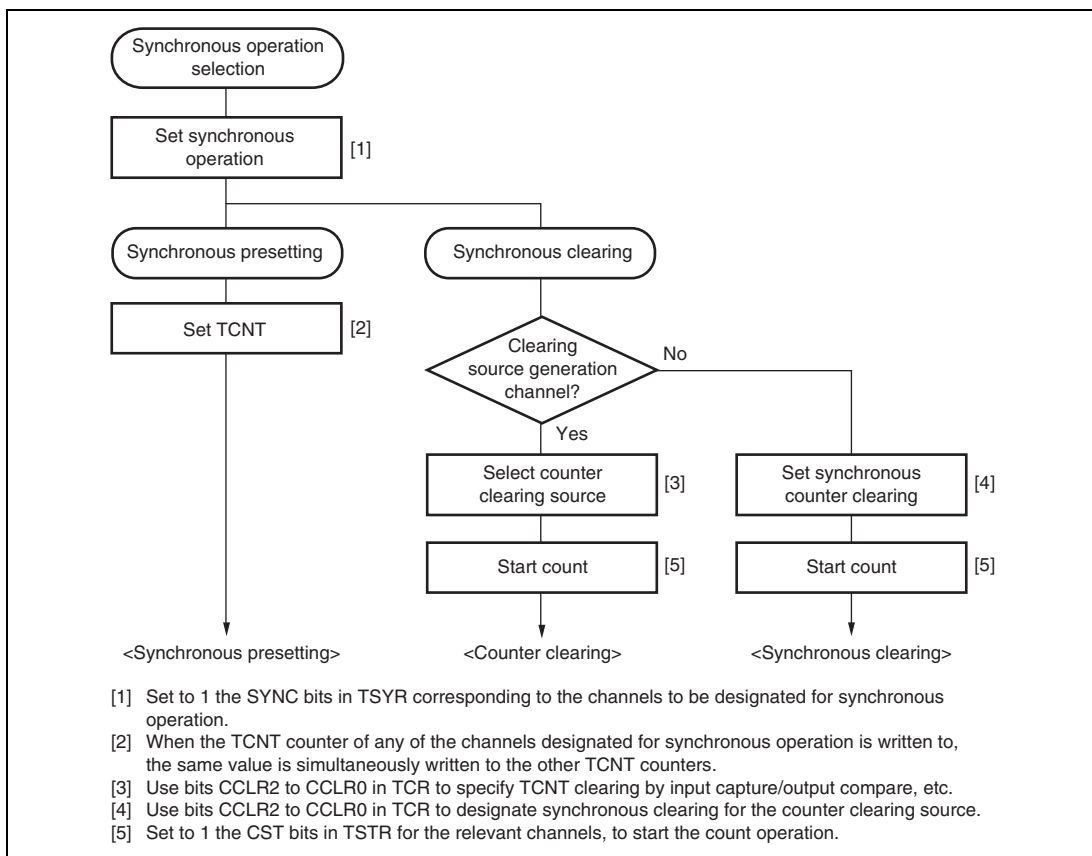 Synchronous operation
selection
Set synchronous
operation
[1]
Synchronous presetting
Synchronous clearing
Set TCNT
[2]
Clearing
source generation
channel?
No
Yes
Select counter
clearing source
[3]
Set synchronous
counter clearing
[4]
Start count
[5]
Start count
[5]
<Synchronous presetting>
<Counter clearing>
<Synchronous clearing>
[1] Set to 1 the SYNC bits in TSYR corresponding to the channels to be designated for synchronous
operation.
[2] When the TCNT counter of any of the channels designated for synchronous operation is written to,
the same value is simultaneously written to the other TCNT counters.
[3] Use bits CCLR2 to CCLR0 in TCR to specify TCNT clearing by input capture/output compare, etc.
[4] Use bits CCLR2 to CCLR0 in TCR to designate synchronous clearing for the counter clearing source.
[5] Set to 1 the CST bits in TSTR for the relevant channels, to start the count operation.